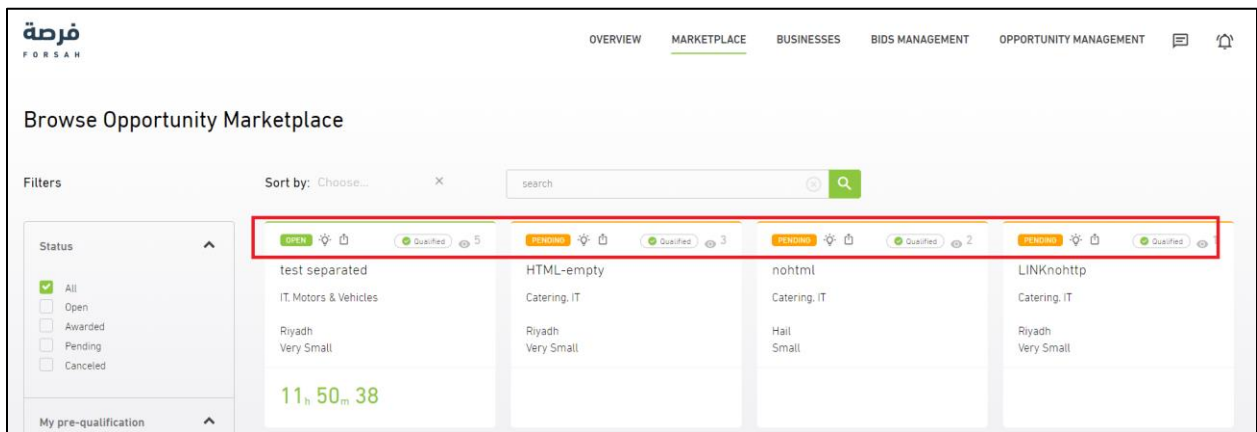 فرصة
FORSAH
OVERVIEW MARKETPLACE BUSINESSES BIDS MANAGEMENT OPPORTUNITY MANAGEMENT
Browse Opportunity Marketplace
Filters
Sort by: Choose...
search
Status
All
Open
Awarded
Pending
Canceled
My pre-qualification
OPEN Qualified 5
test separated
IT, Motors & Vehicles
Riyadh
Very Small
11h 50m 38
PENDING Qualified 3
HTML-empty
Catering, IT
Riyadh
Very Small
PENDING Qualified 2
nohtml
Catering, IT
Hail
Small
PENDING Qualified 1
LINKnohttp
Catering, IT
Riyadh
Very Small